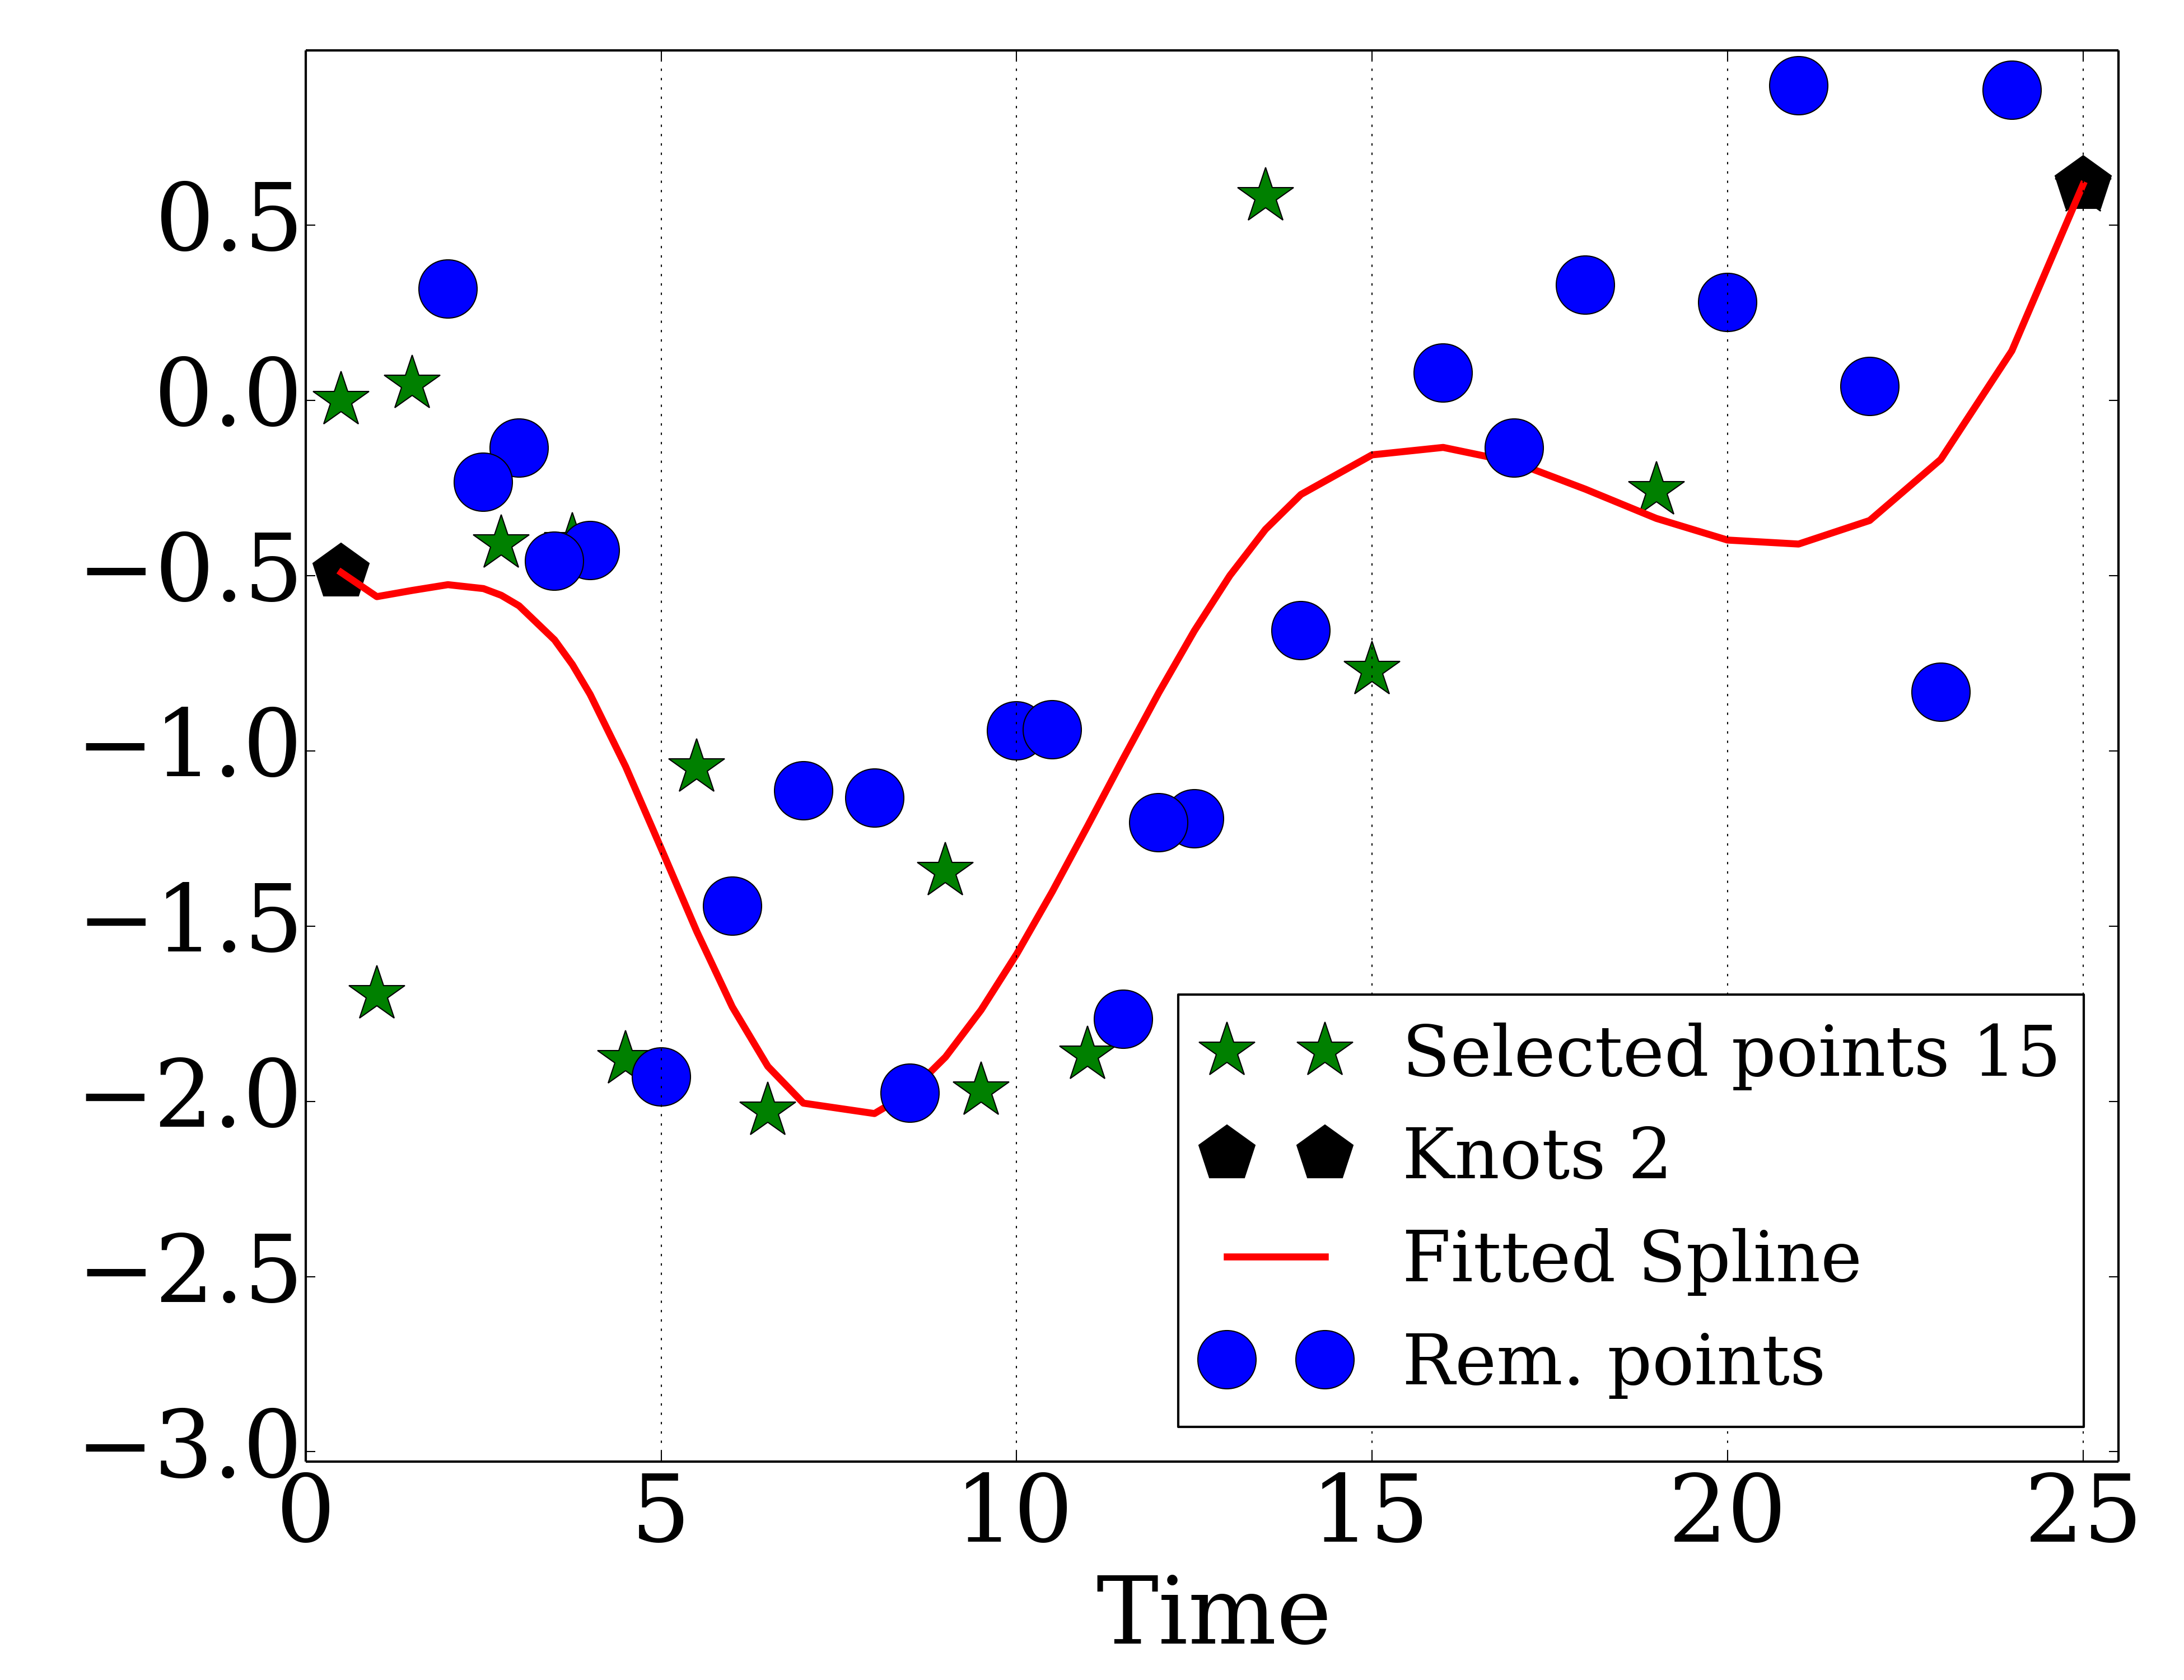 0.5
0.0
−0.5
−1.0
−1.5
−2.0
−2.5
−3.0
0 5 10 15 20 25
Time
Selected points 15
Knots 2
Fitted Spline
Rem. points